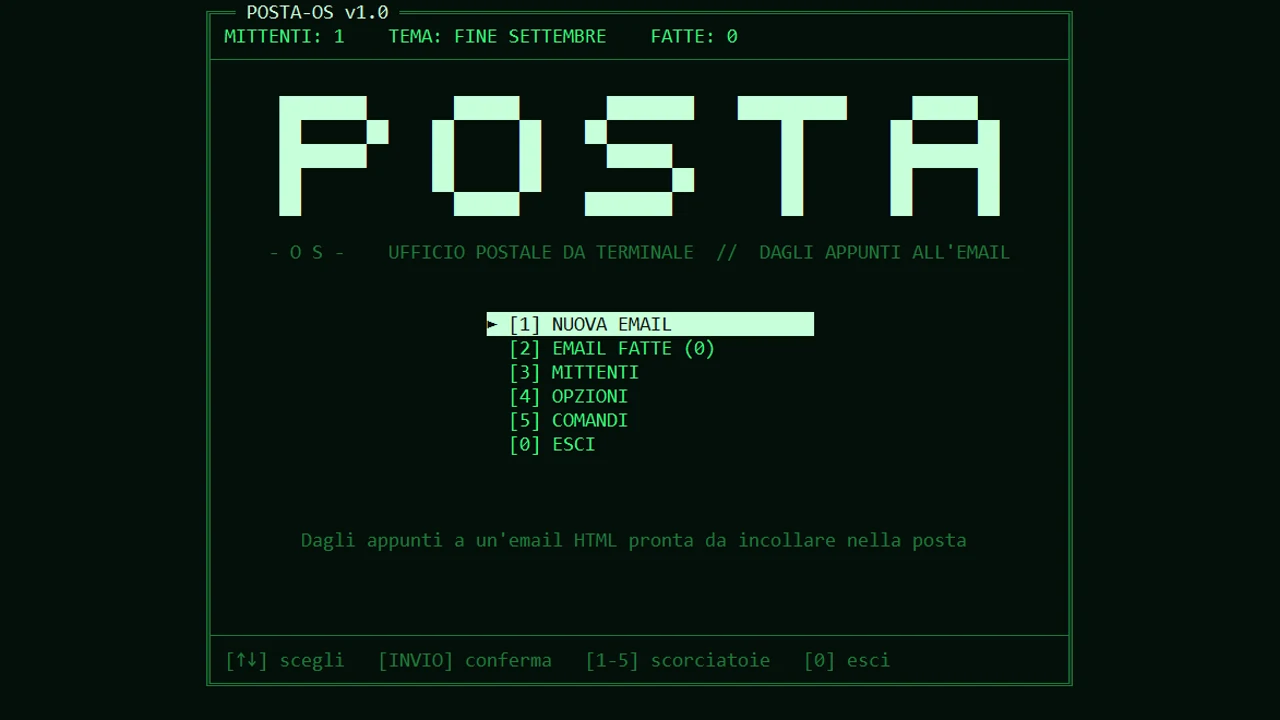 POSTA-OS v1.0
MITTENTI: 1    TEMA: FINE SETTEMBRE    FATTE: 0
POSTA
- O S -    UFFICIO POSTALE DA TERMINALE  //  DAGLI APPUNTI ALL'EMAIL
► [1] NUOVA EMAIL
[2] EMAIL FATTE (0)
[3] MITTENTI
[4] OPZIONI
[5] COMANDI
[0] ESCI
Dagli appunti a un'email HTML pronta da incollare nella posta
[↑↓] scegli   [INVIO] conferma   [1-5] scorciatoie   [0] esci